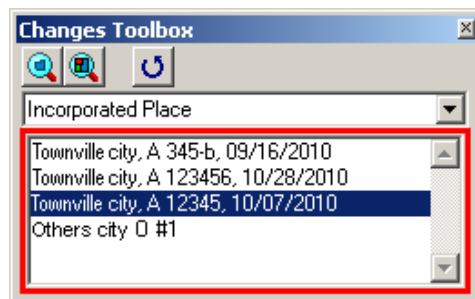 Changes Toolbox
Incorporated Place
Townville city, A 345-b, 09/16/2010
Townville city, A 123456, 10/28/2010
Townville city, A 12345, 10/07/2010
Others city O #1